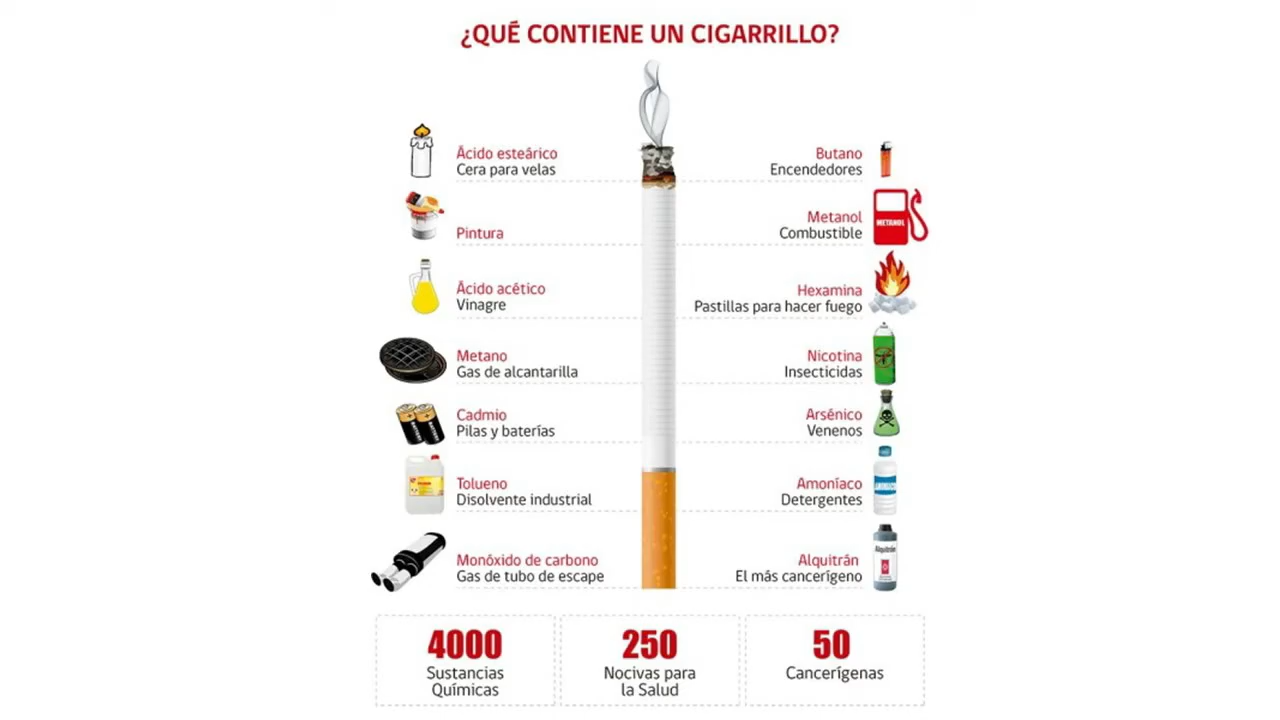 ¿QUÉ CONTIENE UN CIGARRILLO?
Ácido esteárico
Cera para velas
Pintura
Ácido acético
Vinagre
Metano
Gas de alcantarilla
Cadmio
Pilas y baterías
Tolueno
Disolvente industrial
Monóxido de carbono
Gas de tubo de escape
Butano
Encendedores
Metanol
Combustible
METANOL
Hexamina
Pastillas para hacer fuego
Nicotina
Insecticidas
Arsénico
Venenos
Amoníaco
Detergentes
Alquitrán
El más cancerígeno
Alquitrán
4000
Sustancias
Químicas
250
Nocivas para
la Salud
50
Cancerígenas